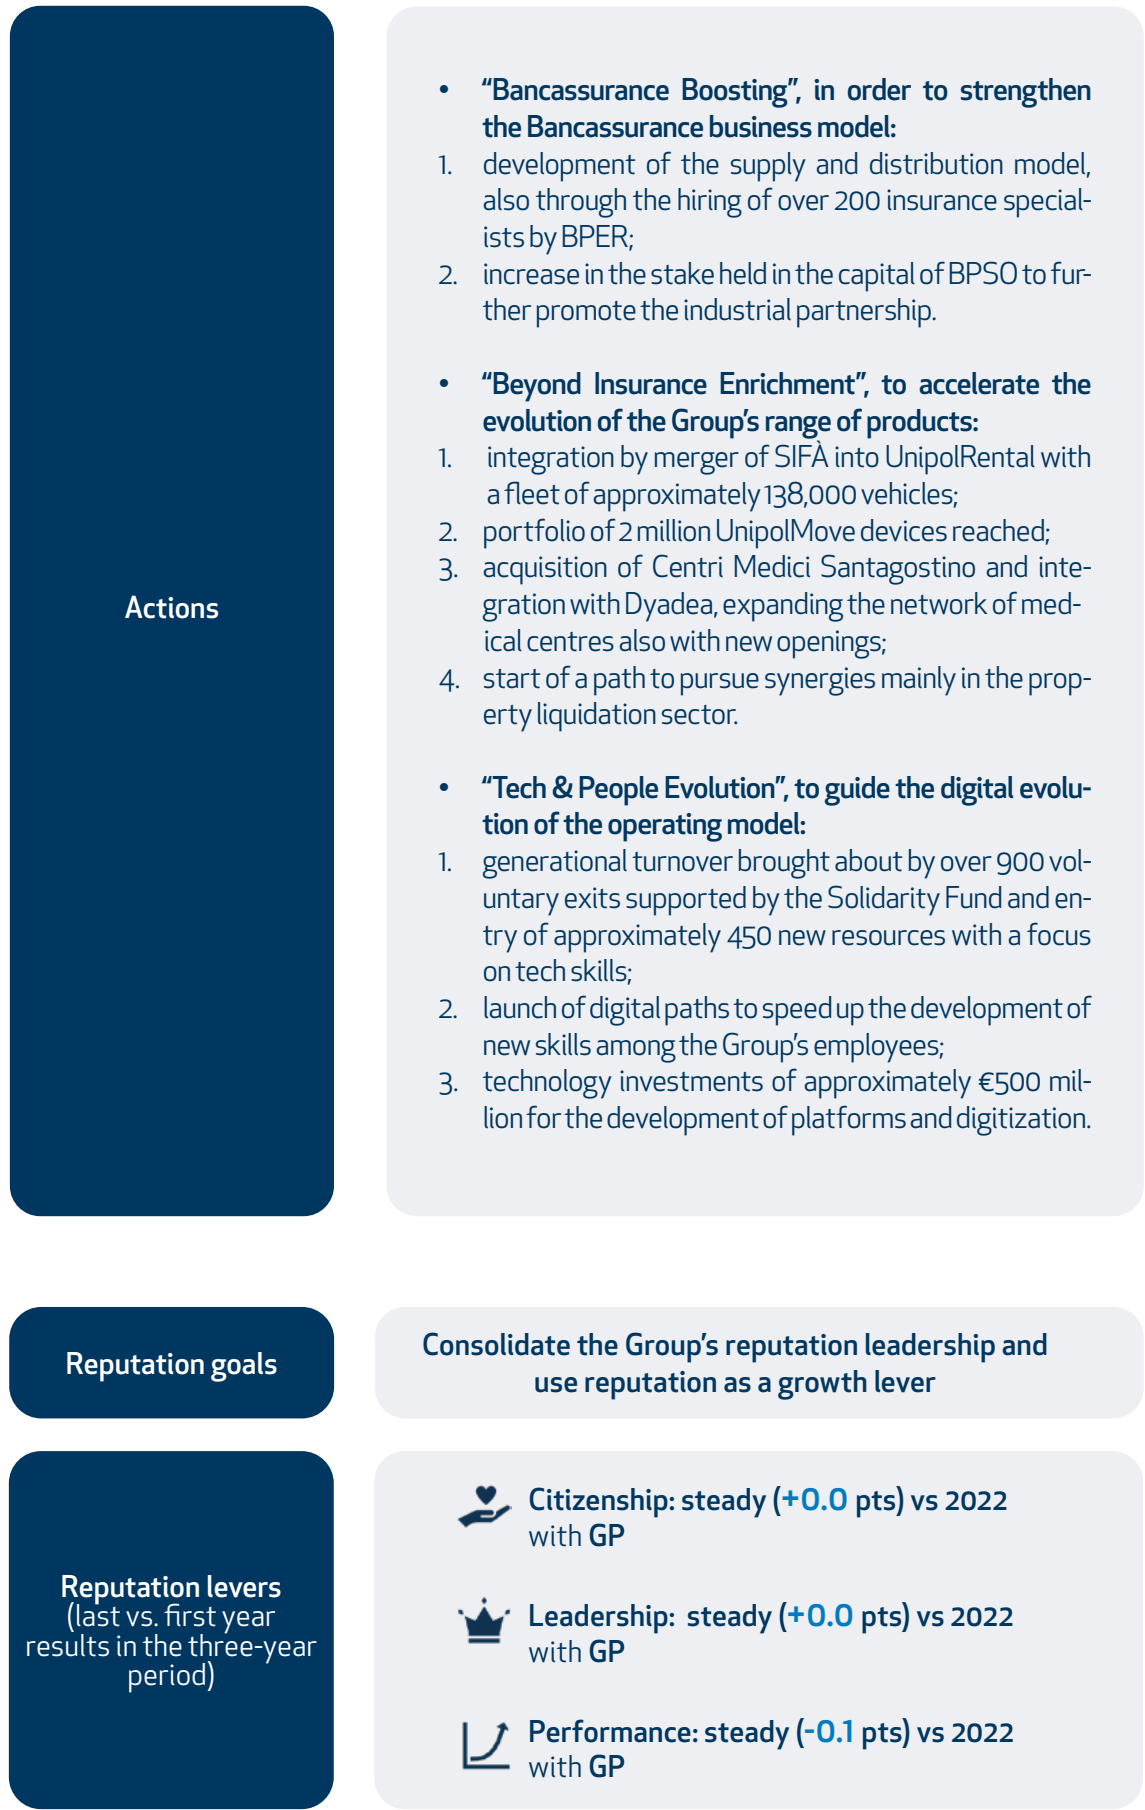 Actions
• “Bancassurance Boosting”, in order to strengthen
the Bancassurance business model:
1. development of the supply and distribution model,
also through the hiring of over 200 insurance special-
ists by BPER;
2. increase in the stake held in the capital of BPSO to fur-
ther promote the industrial partnership.
• “Beyond Insurance Enrichment”, to accelerate the
evolution of the Group’s range of products:
1. integration by merger of SIFÀ into UnipolRental with
a fleet of approximately 138,000 vehicles;
2. portfolio of 2 million UnipolMove devices reached;
3. acquisition of Centri Medici Santagostino and inte-
gration with Dyadea, expanding the network of med-
ical centres also with new openings;
4. start of a path to pursue synergies mainly in the prop-
erty liquidation sector.
• “Tech & People Evolution”, to guide the digital evolu-
tion of the operating model:
1. generational turnover brought about by over 900 vol-
untary exits supported by the Solidarity Fund and en-
try of approximately 450 new resources with a focus
on tech skills;
2. launch of digital paths to speed up the development of
new skills among the Group’s employees;
3. technology investments of approximately €500 mil-
lion for the development of platforms and digitization.
Reputation goals
Consolidate the Group’s reputation leadership and
use reputation as a growth lever
Reputation levers
(last vs. first year
results in the three-year
period)
Citizenship: steady (+0.0 pts) vs 2022
with GP
Leadership: steady (+0.0 pts) vs 2022
with GP
Performance: steady (-0.1 pts) vs 2022
with GP